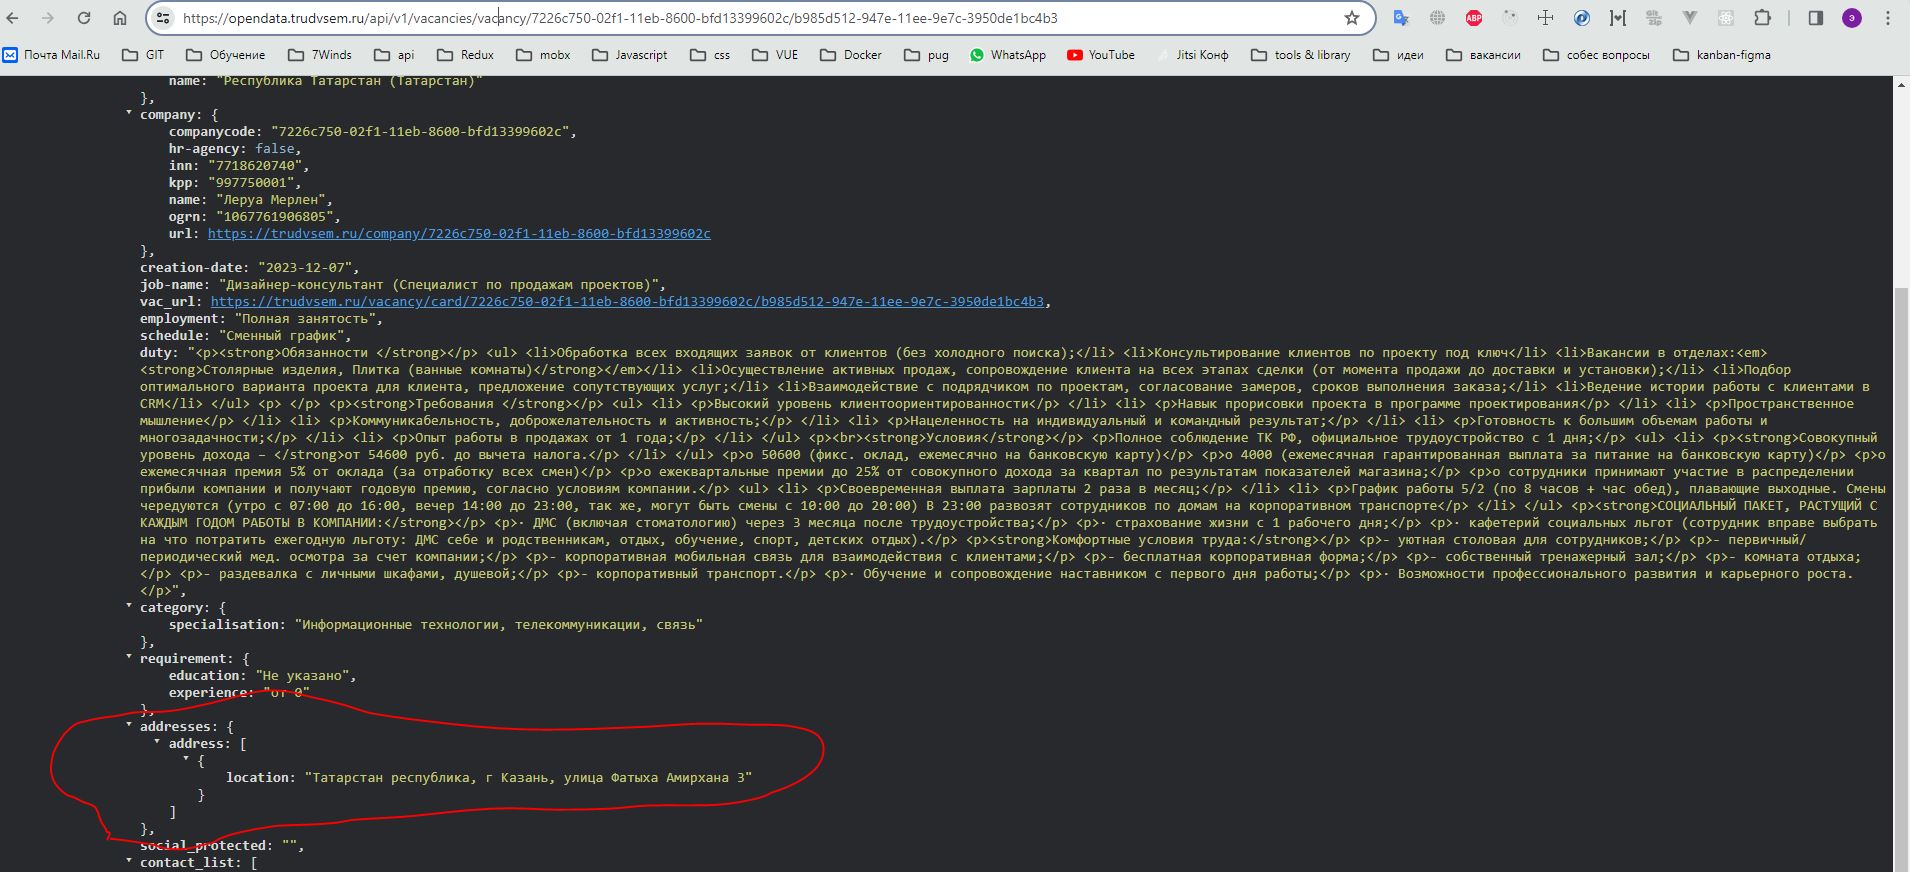 https://opendata.trudvsem.ru/api/v1/vacancies/vacancy/7226c750-02f1-11eb-8600-bfd13399602c/b985d512-947e-11ee-9e7c-3950de1bc4b3
Почта Mail.Ru GIT Обучение 7Winds api Redux mobx Javascript css VUE Docker pug WhatsApp YouTube Jitsi Конф tools & library идеи вакансии собес вопросы kanban-figma
name: "Республика Татарстан (Татарстан)"
},
company: {
companycode: "7226c750-02f1-11eb-8600-bfd13399602c",
hr-agency: false,
inn: "7718620740",
kpp: "997750001",
name: "Леруа Мерлен",
ogrn: "1067761906805",
url: https://trudvsem.ru/company/7226c750-02f1-11eb-8600-bfd13399602c
},
creation-date: "2023-12-07",
job-name: "Дизайнер-консультант (Специалист по продажам проектов)",
vac_url: https://trudvsem.ru/vacancy/card/7226c750-02f1-11eb-8600-bfd13399602c/b985d512-947e-11ee-9e7c-3950de1bc4b3,
employment: "Полная занятость",
schedule: "Сменный график",
duty: "<p><strong>Обязанности </strong></p> <ul> <li>Обработка всех входящих заявок от клиентов (без холодного поиска);</li> <li>Консультирование клиентов по проекту под ключ</li> <li>Вакансии в отделах:<em>
<strong>Столярные изделия, Плитка (ванные комнаты)</strong></em></li> <li>Осуществление активных продаж, сопровождение клиента на всех этапах сделки (от момента продажи до доставки и установки);</li> <li>Подбор
оптимального варианта проекта для клиента, предложение сопутствующих услуг;</li> <li>Взаимодействие с подрядчиком по проектам, согласование замеров, сроков выполнения заказа;</li> <li>Ведение истории работы с клиентами в
CRM</li> </ul> <p> </p> <p><strong>Требования </strong></p> <ul> <li> <p>Высокий уровень клиентоориентированности</p> </li> <li> <p>Навык прорисовки проекта в программе проектирования</p> </li> <li> <p>Пространственное
мышление</p> </li> <li> <p>Коммуникабельность, доброжелательность и активность;</p> </li> <li> <p>Нацеленность на индивидуальный и командный результат;</p> </li> <li> <p>Готовность к большим объемам работы и
многозадачности;</p> </li> <li> <p>Опыт работы в продажах от 1 года;</p> </li> </ul> <p><br><strong>Условия</strong></p> <p>Полное соблюдение ТК РФ, официальное трудоустройство с 1 дня;</p> <ul> <li> <p><strong>Совокупный
уровень дохода – </strong>от 54600 руб. до вычета налога.</p> </li> </ul> <p>о 50600 (фикс. оклад, ежемесячно на банковскую карту)</p> <p>о 4000 (ежемесячная гарантированная выплата за питание на банковскую карту)</p> <p>о
ежемесячная премия 5% от оклада (за отработку всех смен)</p> <p>о ежеквартальные премии до 25% от совокупного дохода за квартал по результатам показателей магазина;</p> <p>о сотрудники принимают участие в распределении
прибыли компании и получают годовую премию, согласно условиям компании.</p> <ul> <li> <p>Своевременная выплата зарплаты 2 раза в месяц;</p> </li> <li> <p>График работы 5/2 (по 8 часов + час обед), плавающие выходные. Смены
чередуются (утро с 07:00 до 16:00, вечер 14:00 до 23:00, так же, могут быть смены с 10:00 до 20:00) В 23:00 развозят сотрудников по домам на корпоративном транспорте</p> </li> </ul> <p><strong>СОЦИАЛЬНЫЙ ПАКЕТ, РАСТУЩИЙ С
КАЖДЫМ ГОДОМ РАБОТЫ В КОМПАНИИ:</strong></p> <p>· ДМС (включая стоматологию) через 3 месяца после трудоустройства;</p> <p>· страхование жизни с 1 рабочего дня;</p> <p>· кафетерий социальных льгот (сотрудник вправе выбрать
на что потратить ежегодную льготу: ДМС себе и родственникам, отдых, обучение, спорт, детских отдых).</p> <p><strong>Комфортные условия труда:</strong></p> <p>- уютная столовая для сотрудников;</p> <p>- первичный/
периодический мед. осмотра за счет компании;</p> <p>- корпоративная мобильная связь для взаимодействия с клиентами;</p> <p>- бесплатная корпоративная форма;</p> <p>- собственный тренажерный зал;</p> <p>- комната отдыха;
</p> <p>- раздевалка с личными шкафами, душевой;</p> <p>- корпоративный транспорт.</p> <p>· Обучение и сопровождение наставником с первого дня работы;</p> <p>· Возможности профессионального развития и карьерного роста.
</p>",
category: {
specialisation: "Информационные технологии, телекоммуникации, связь"
},
requirement: {
education: "Не указано",
experience: "от 0"
},
addresses: {
address: [
{
location: "Татарстан республика, г Казань, улица Фатыха Амирхана 3"
}
]
},
social_protected: "",
contact_list: [